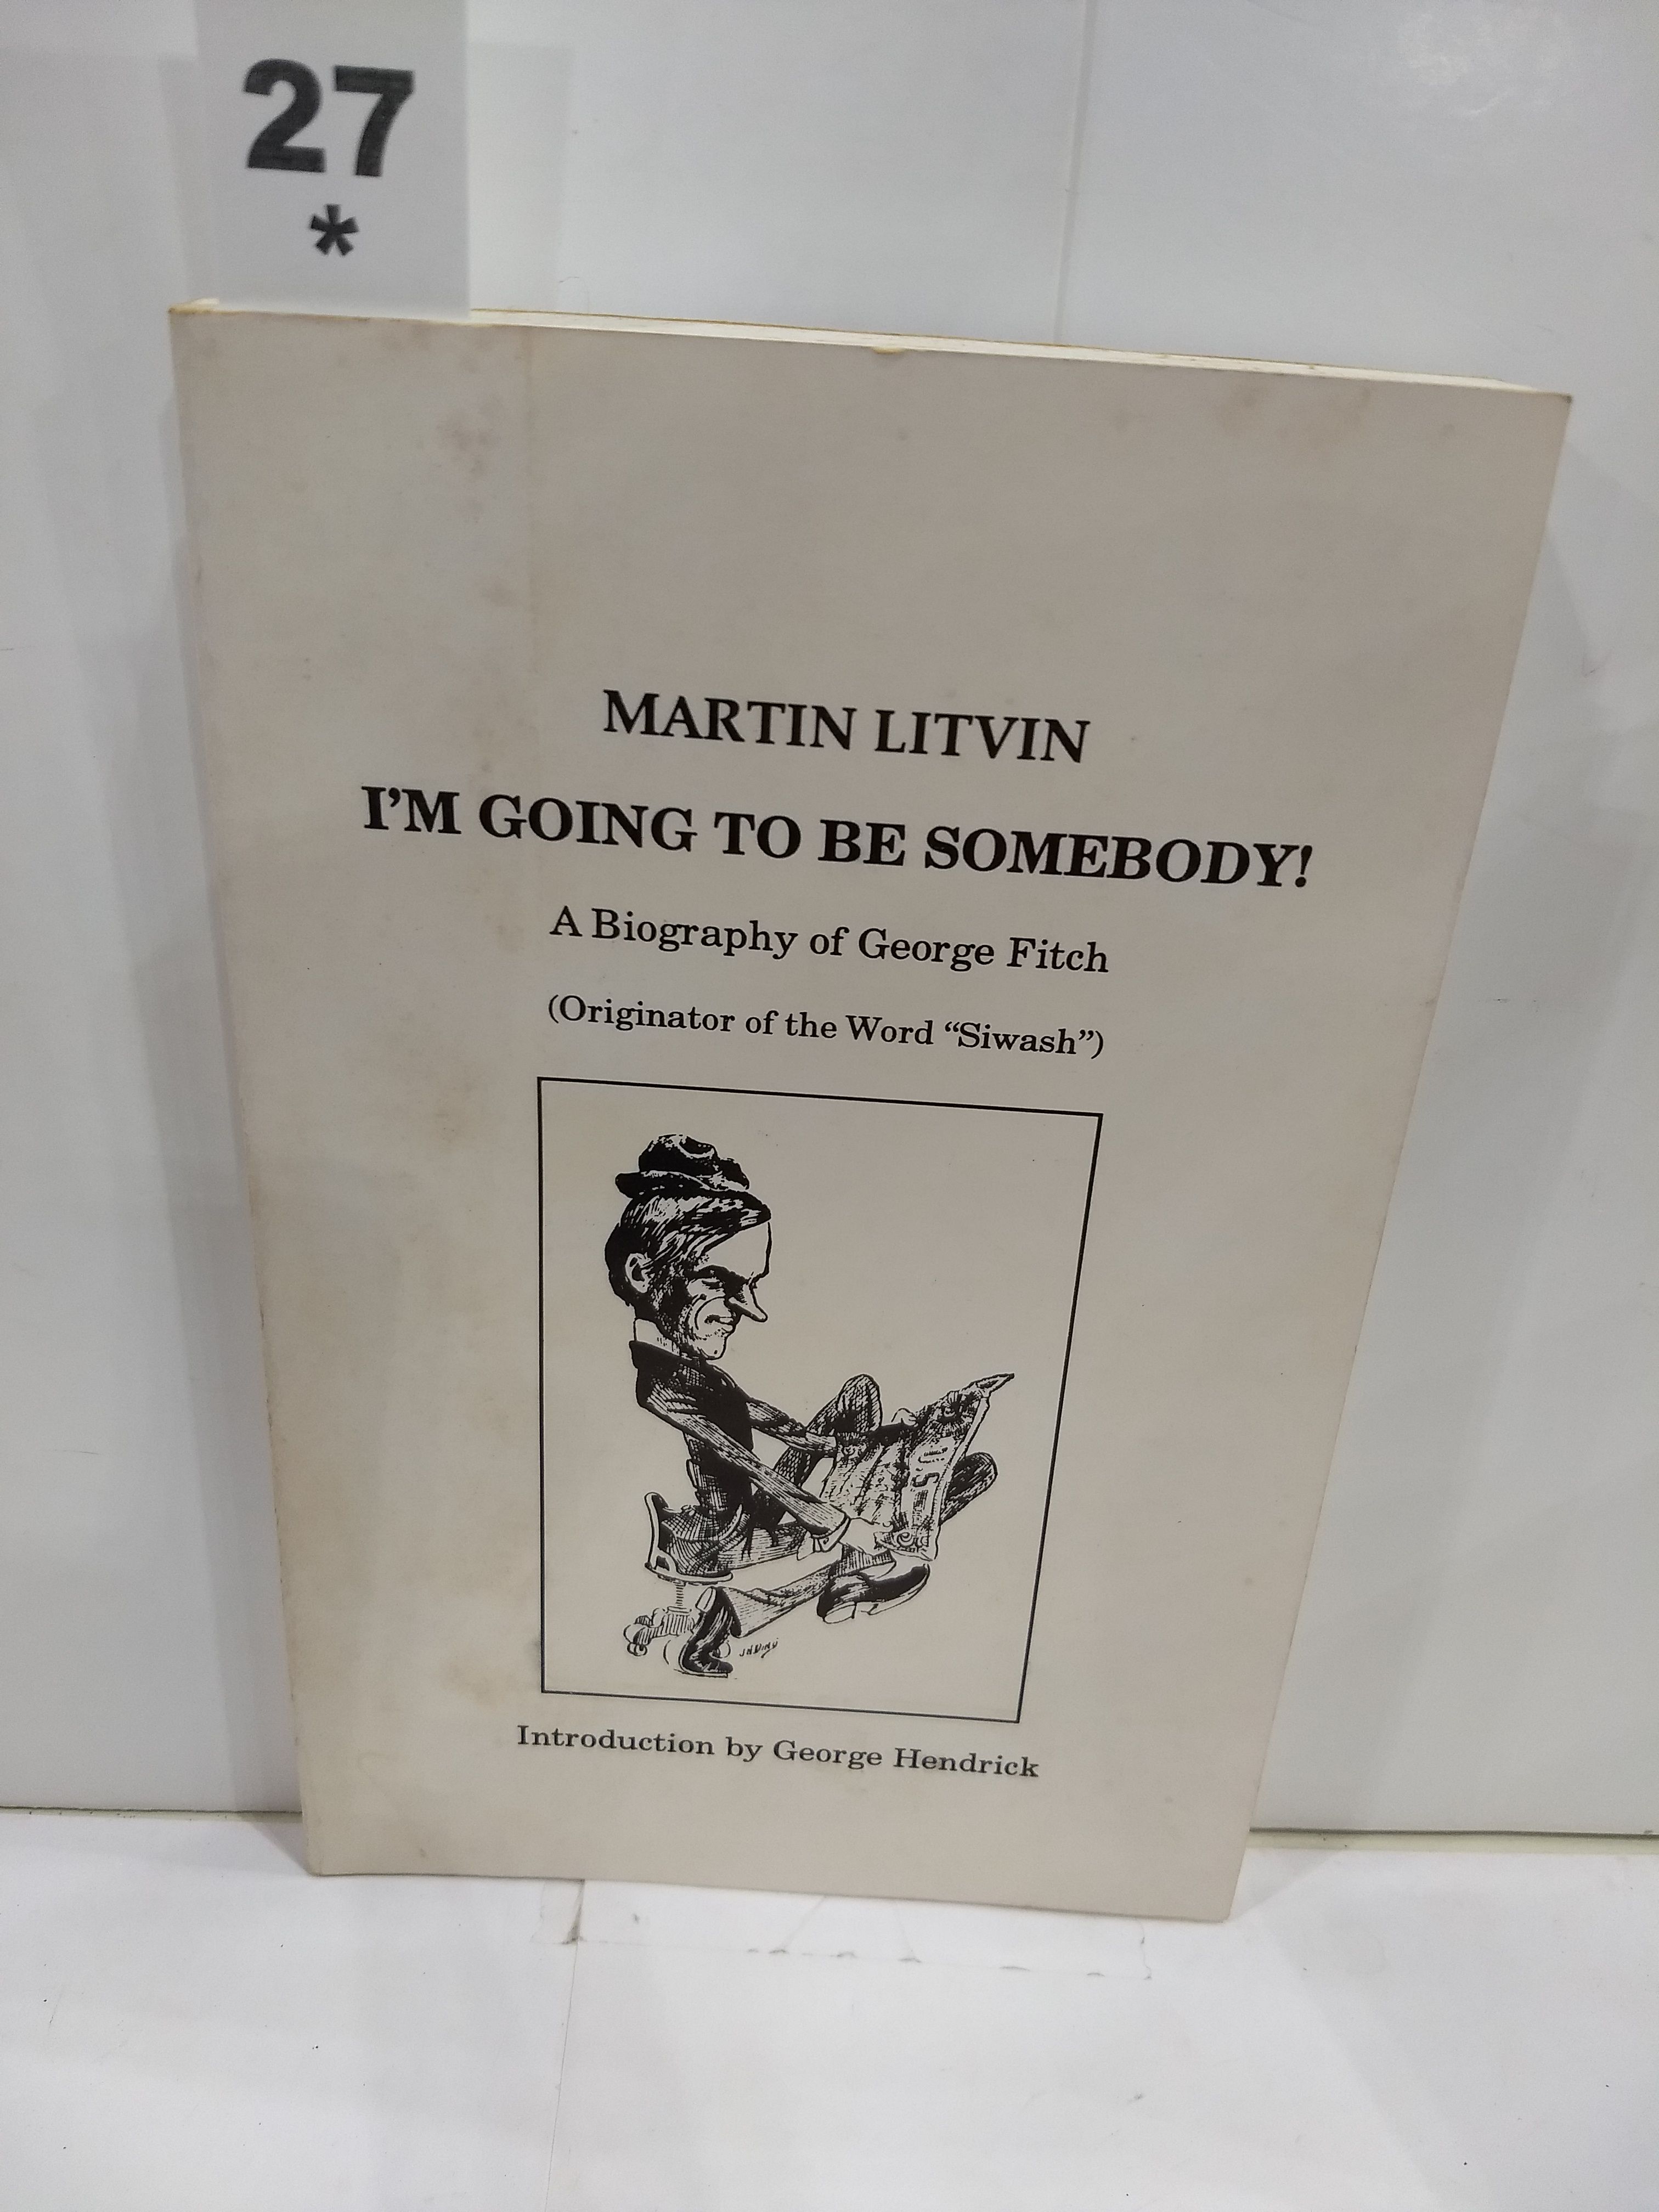 27
*
MARTIN LITVIN
I'M GOING TO BE SOMEBODY!
A Biography of George Fitch
(Originator of the Word “Siwash”)
U.S.
Introduction by George Hendrick